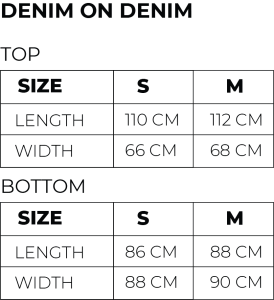 DENIM ON DENIM
TOP
SIZE S M
LENGTH 110 CM 112 CM
WIDTH 66 CM 68 CM
BOTTOM
SIZE S M
LENGTH 86 CM 88 CM
WIDTH 88 CM 90 CM